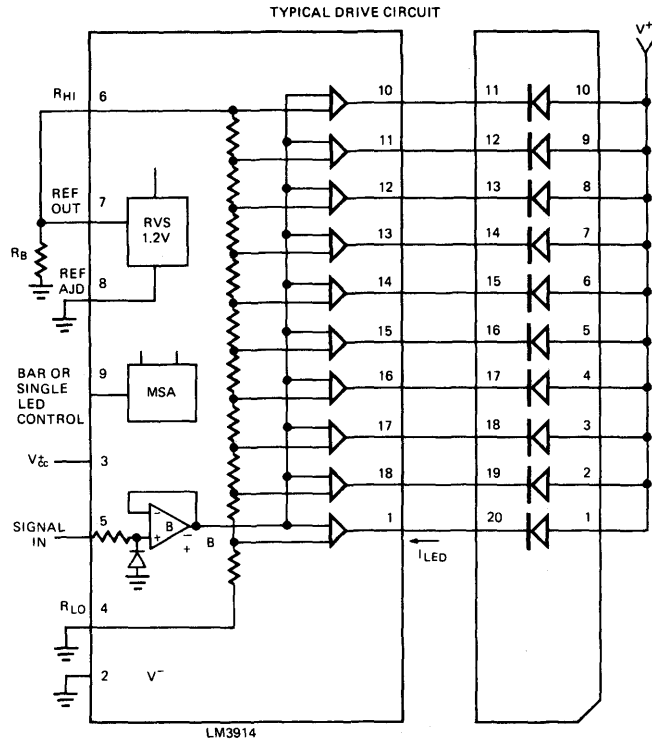 TYPICAL DRIVE CIRCUIT
V+
RHI 6 10 11 10
11 12 9
REF OUT 7 12 13 8
RVS 1.2V
RB 13 14 7
REF AJD 8 14 15 6
15 16 5
BAR OR SINGLE LED CONTROL 9 MSA 16 17 4
17 18 3
V+CC 3 18 19 2
SIGNAL IN 5 - + B - + B 1 20 1
ILED
RLO 4
2 V-
LM3914